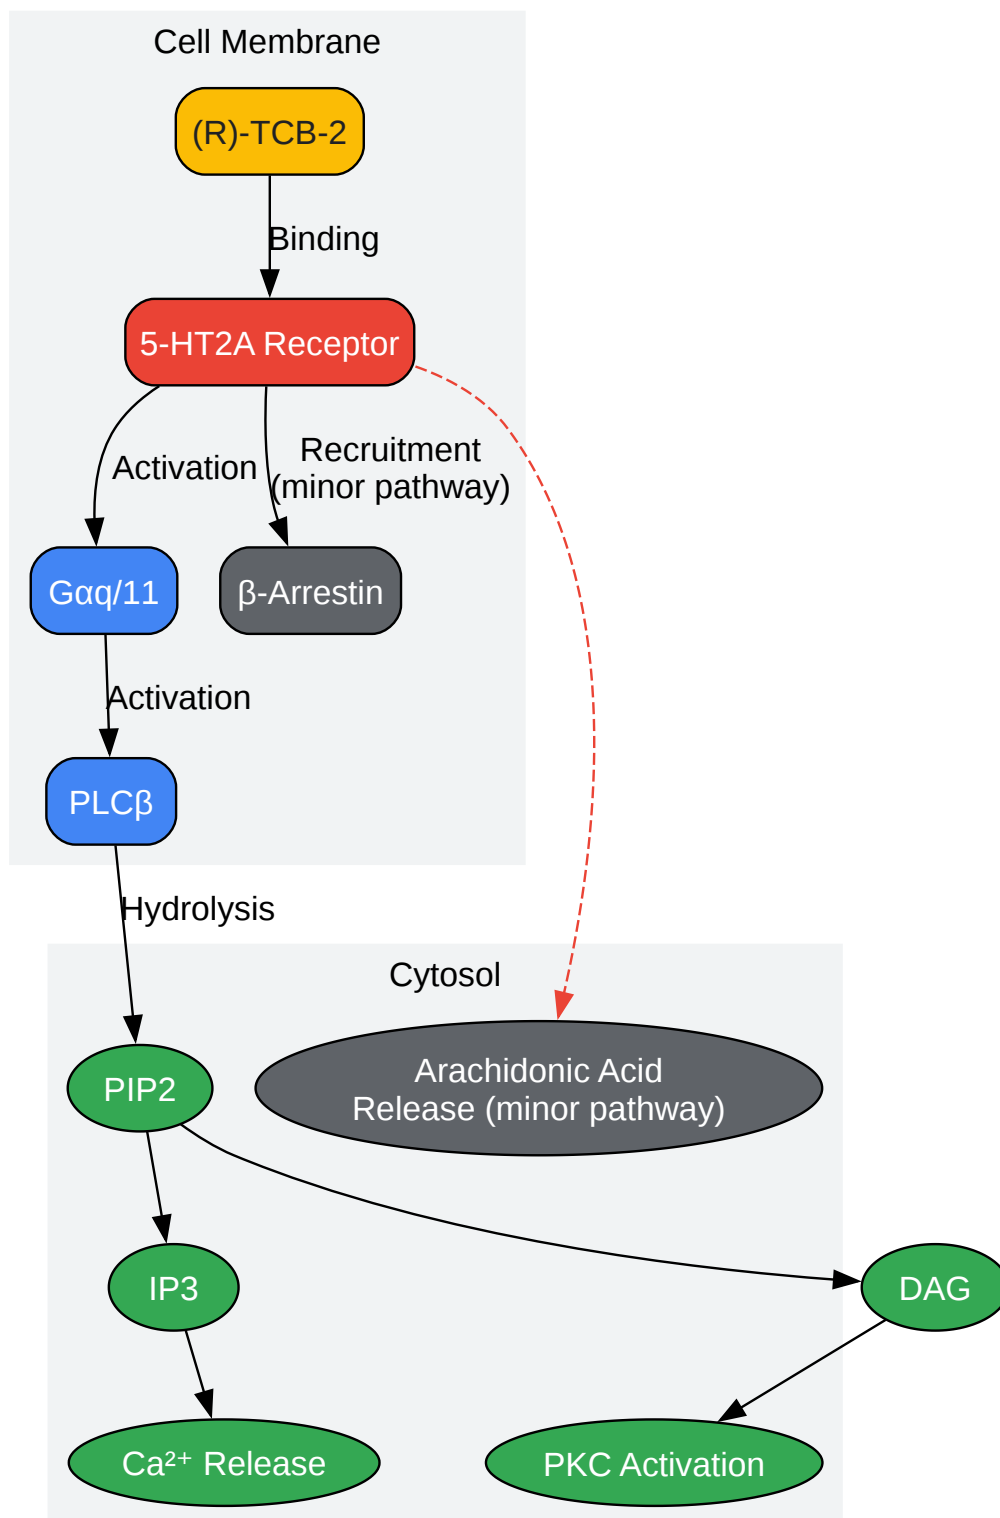 Cell Membrane
(R)-TCB-2
Binding
5-HT2A Receptor
Activation
Recruitment
(minor pathway)
Gαq/11
β-Arrestin
Activation
PLCβ
Hydrolysis
Cytosol
PIP2
Arachidonic Acid
Release (minor pathway)
IP3
DAG
Ca²⁺ Release
PKC Activation